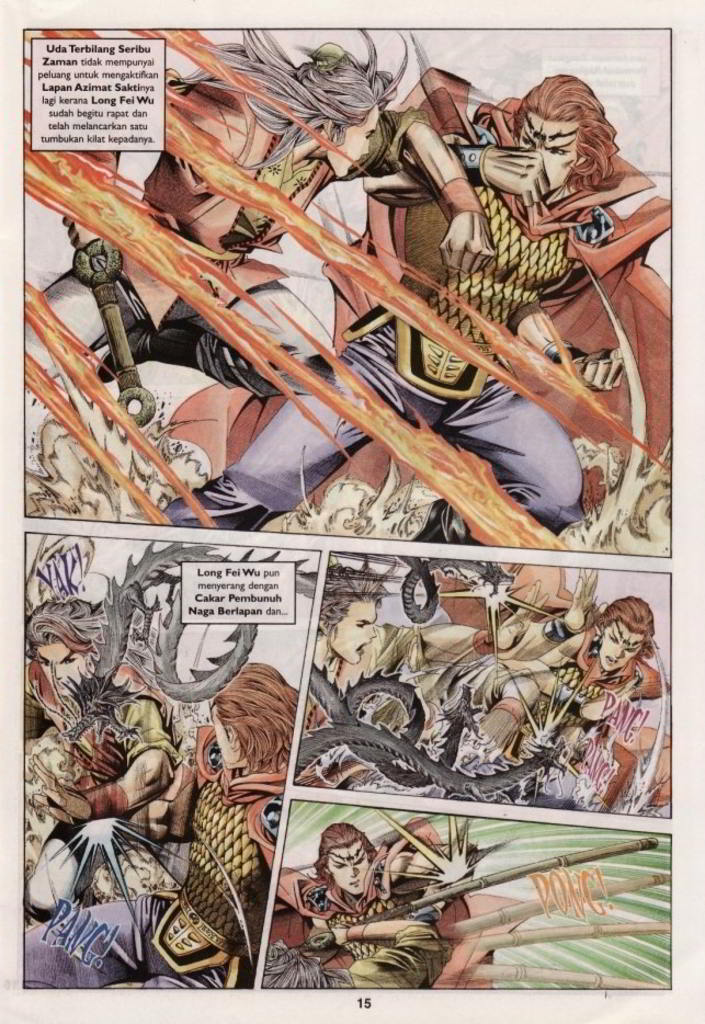 Uda Terbilang Seribu
Zaman tidak mempunyai
peluang untuk mengaktifkan
Lapan Azimat Saktinya
lagi kerana Long Fei Wu
sudah begitu rapat dan
telah melancarkan satu
tumbukan kilat kepadanya.
YAK!
Long Fei Wu pun
menyerang dengan
Cakar Pembunuh
Naga Berlapan dan...
PANG!
PANG!
PANG!
PONG!
15